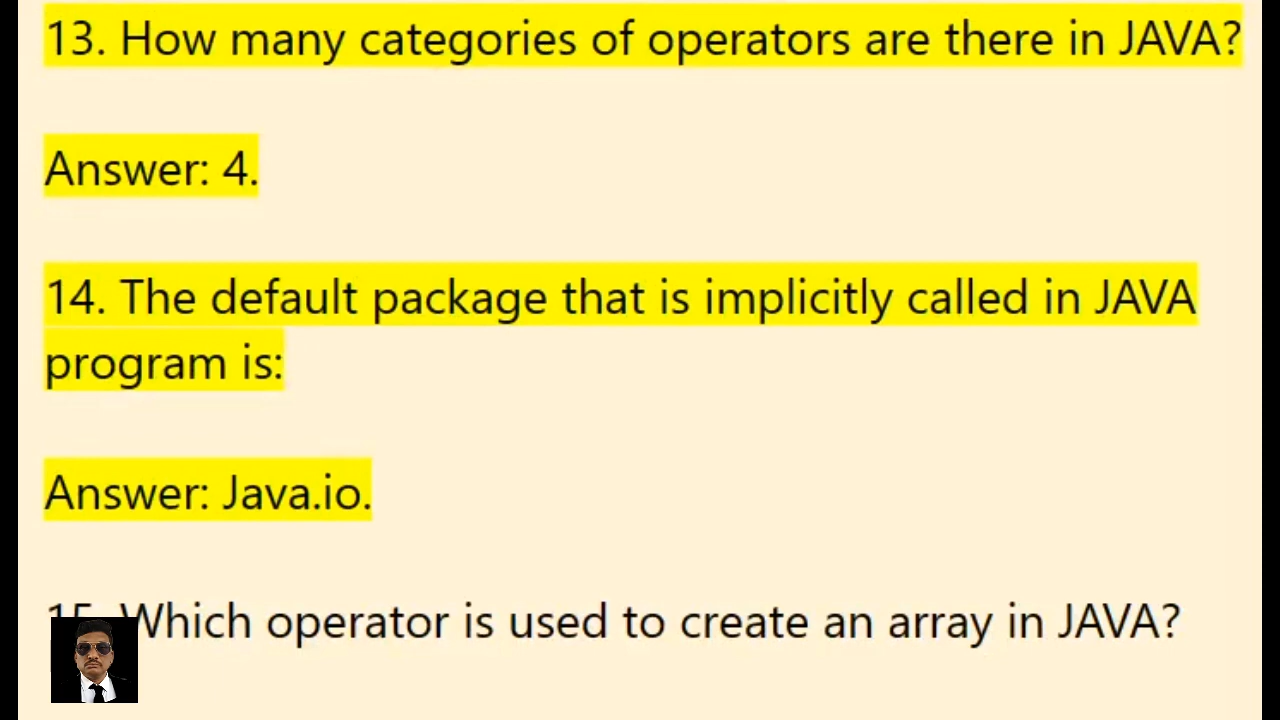 13. How many categories of operators are there in JAVA?
Answer: 4.
14. The default package that is implicitly called in JAVA
program is:
Answer: Java.io.
15. Which operator is used to create an array in JAVA?